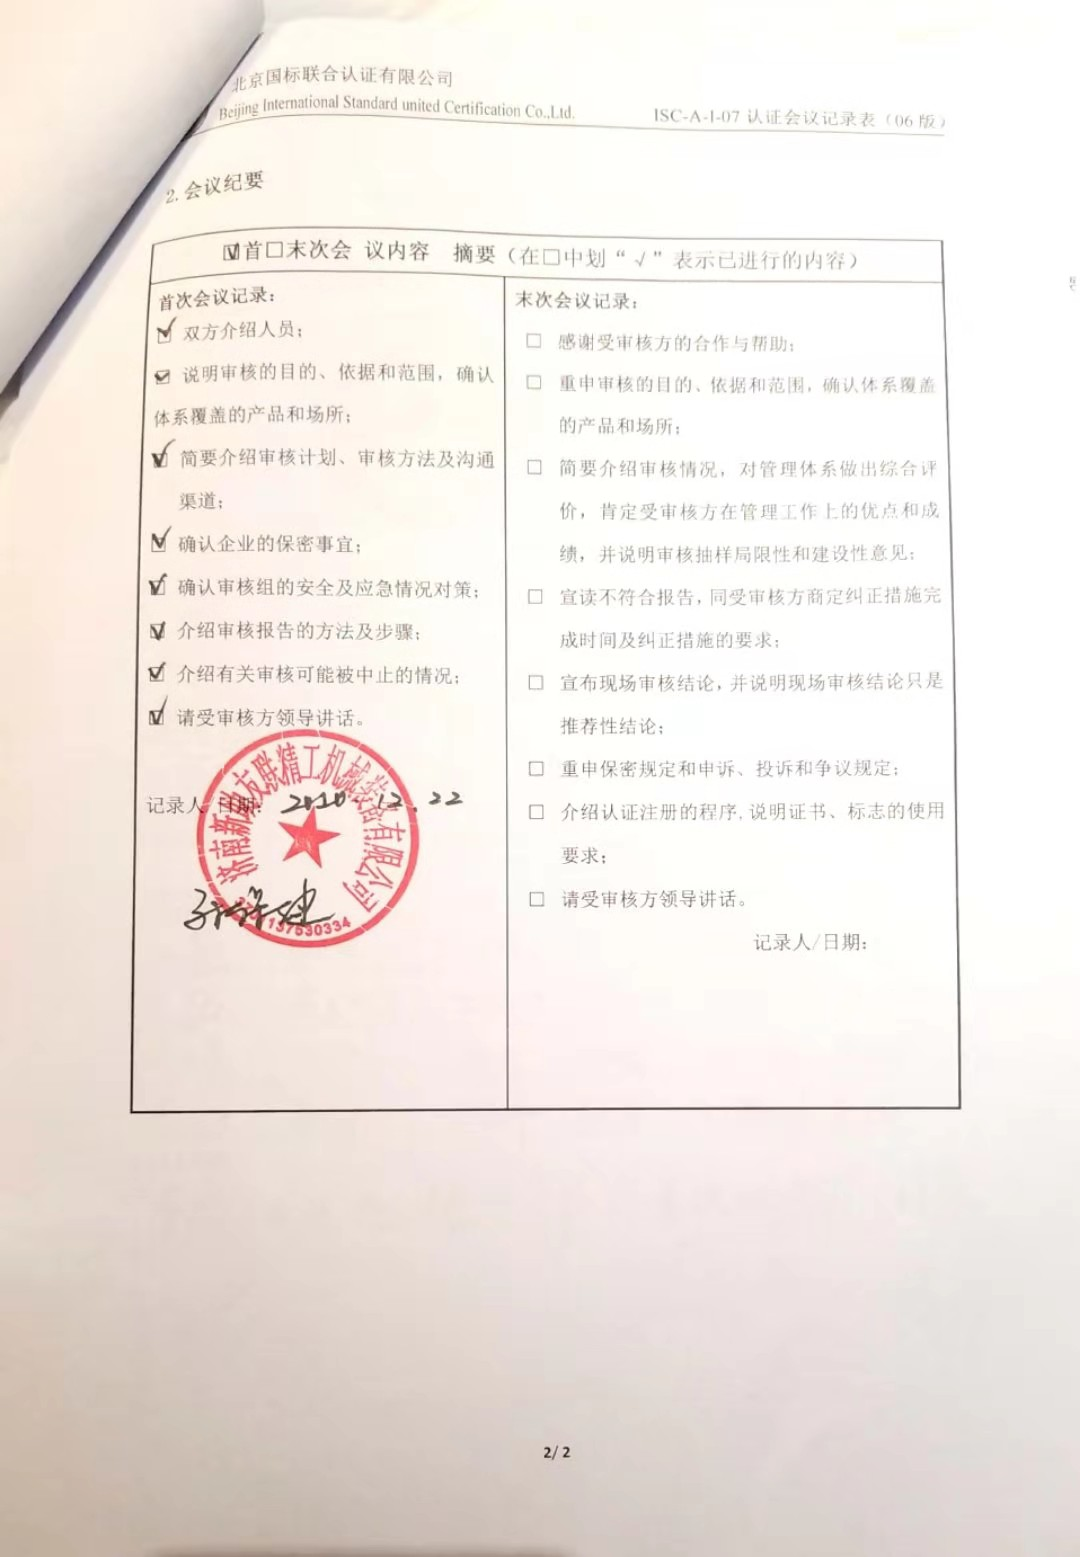 北京国标联合认证有限公司
Beijing International Standard united Certification Co.,Ltd.
ISC-A-I-07 认证会议记录表（06 版）
2.会议纪要
☑首□末次会 议内容 摘要（在□中划“√”表示已进行的内容）
首次会议记录：
☑ 双方介绍人员；
☑ 说明审核的目的、依据和范围，确认
体系覆盖的产品和场所；
☑ 简要介绍审核计划、审核方法及沟通
渠道；
☑ 确认企业的保密事宜；
☑ 确认审核组的安全及应急情况对策；
☑ 介绍审核报告的方法及步骤；
☑ 介绍有关审核可能被中止的情况；
☑ 请受审核方领导讲话。
记录人 日期： 2020.12.22
友联精工机械装备有限公司
137530334
末次会议记录：
□ 感谢受审核方的合作与帮助；
□ 重申审核的目的、依据和范围，确认体系覆盖
的产品和场所；
□ 简要介绍审核情况，对管理体系做出综合评
价，肯定受审核方在管理工作上的优点和成
绩，并说明审核抽样局限性和建设性意见；
□ 宣读不符合报告，同受审核方商定纠正措施完
成时间及纠正措施的要求；
□ 宣布现场审核结论，并说明现场审核结论只是
推荐性结论；
□ 重申保密规定和申诉、投诉和争议规定；
□ 介绍认证注册的程序，说明证书、标志的使用
要求；
□ 请受审核方领导讲话。
记录人/日期：
2/ 2